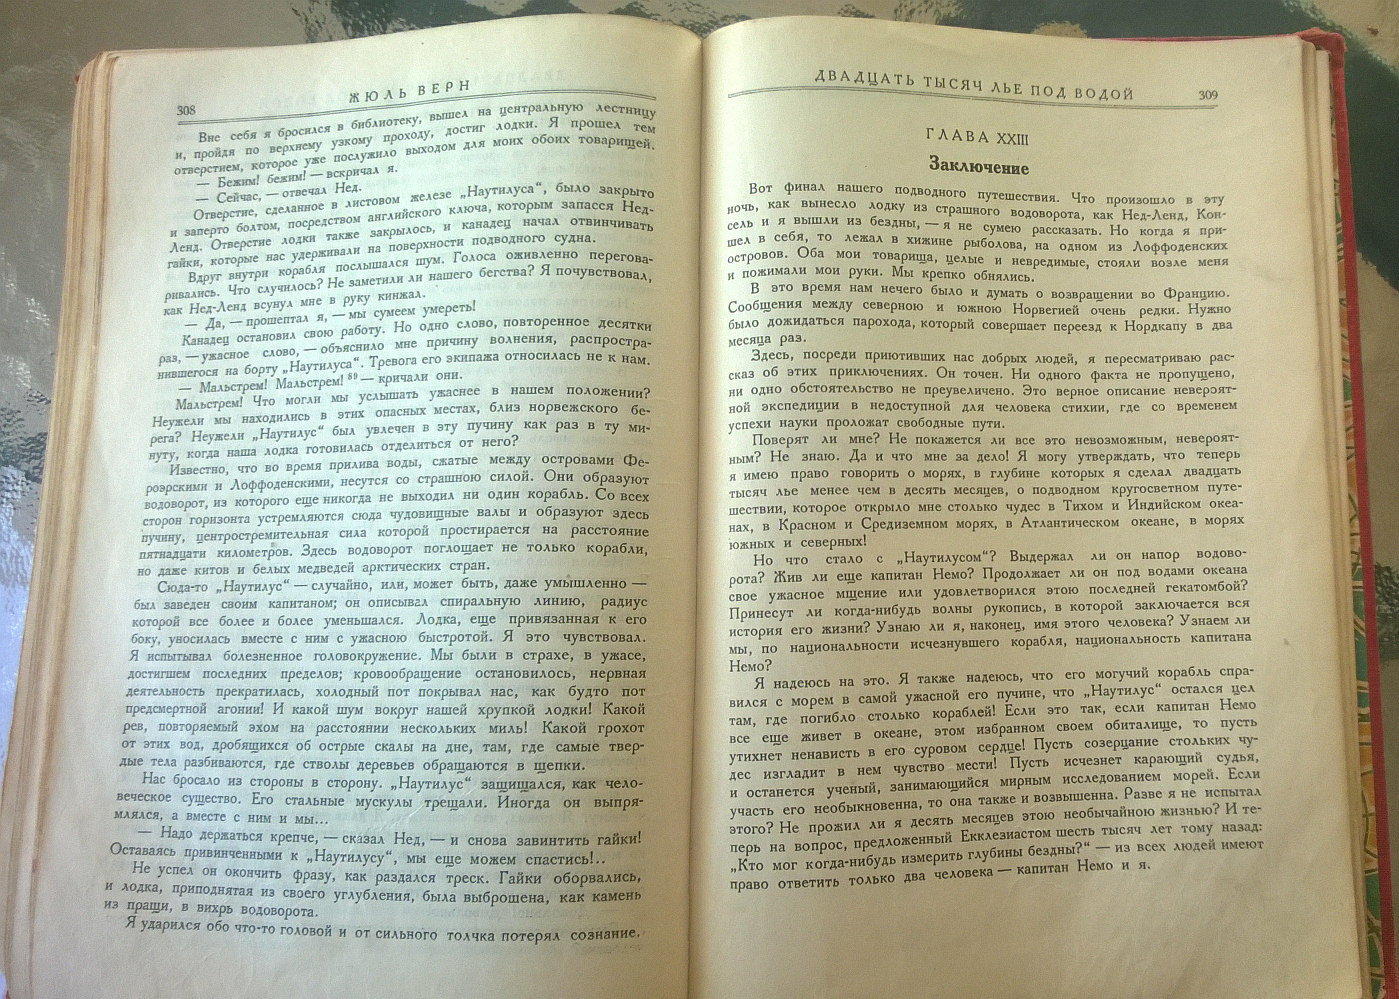 308
ЖЮЛЬ ВЕРН
Вне себя я бросился в библиотеку, вышел на центральную лестницу
и, пройдя по верхнему узкому проходу, достиг лодки. Я прошел тем
отверстием, которое уже послужило выходом для моих обоих товарищей.
— Бежим! бежим! — вскричал я.
— Сейчас, — отвечал Нед.
Отверстие, сделанное в листовом железе „Наутилуса“, было закрыто
и заперто болтом, посредством английского ключа, которым запасся Нед-
Ленд. Отверстие лодки также закрылось, и канадец начал отвинчивать
гайки, которые нас удерживали на поверхности подводного судна.
Вдруг внутри корабля послышался шум. Голоса оживленно перегова-
ривались. Что случилось? Не заметили ли нашего бегства? Я почувствовал,
как Нед-Ленд всунул мне в руку кинжал.
— Да, — прошептал я, — мы сумеем умереть!
Канадец остановил свою работу. Но одно слово, повторенное десятки
раз, — ужасное слово, — объяснило мне причину волнения, распростра-
нившегося на борту „Наутилуса“. Тревога его экипажа относилась не к нам.
— Мальстрем! Мальстрем! ⁸⁹ — кричали они.
Мальстрем! Что могли мы услышать ужаснее в нашем положении?
Неужели мы находились в этих опасных местах, близ норвежского бе-
рега? Неужели „Наутилус“ был увлечен в эту пучину как раз в ту ми-
нуту, когда наша лодка готовилась отделиться от него?
Известно, что во время прилива воды, сжатые между островами Фе-
роэрскими и Лоффоденскими, несутся со страшною силой. Они образуют
водоворот, из которого еще никогда не выходил ни один корабль. Со всех
сторон горизонта устремляются сюда чудовищные валы и образуют здесь
пучину, центростремительная сила которой простирается на расстояние
пятнадцати километров. Здесь водоворот поглощает не только корабли,
но даже китов и белых медведей арктических стран.
Сюда-то „Наутилус“ — случайно, или, может быть, даже умышленно —
был заведен своим капитаном; он описывал спиральную линию, радиус
которой все более и более уменьшался. Лодка, еще привязанная к его
боку, уносилась вместе с ним с ужасною быстротой. Я это чувствовал.
Я испытывал болезненное головокружение. Мы были в страхе, в ужасе,
достигшем последних пределов; кровообращение остановилось, нервная
деятельность прекратилась, холодный пот покрывал нас, как будто пот
предсмертной агонии! И какой шум вокруг нашей хрупкой лодки! Какой
рев, повторяемый эхом на расстоянии нескольких миль! Какой грохот
от этих вод, дробящихся об острые скалы на дне, там, где самые твер-
дые тела разбиваются, где стволы деревьев обращаются в щепки.
Нас бросало из стороны в сторону. „Наутилус“ защищался, как чело-
веческое существо. Его стальные мускулы трещали. Иногда он выпря-
млялся, а вместе с ним и мы...
— Надо держаться крепче, — сказал Нед, — и снова завинтить гайки!
Оставаясь привинченными к „Наутилусу“, мы еще можем спастись!..
Не успел он окончить фразу, как раздался треск. Гайки оборвались,
и лодка, приподнятая из своего углубления, была выброшена, как камень
из пращи, в вихрь водоворота.
Я ударился обо что-то головой и от сильного толчка потерял сознание.
ДВАДЦАТЬ ТЫСЯЧ ЛЬЕ ПОД ВОДОЙ
309
ГЛАВА XXIII
Заключение
Вот финал нашего подводного путешествия. Что произошло в эту
ночь, как вынесло лодку из страшного водоворота, как Нед-Ленд, Кон-
сель и я вышли из бездны, — я не сумею рассказать. Но когда я при-
шел в себя, то лежал в хижине рыболова, на одном из Лоффоденских
островов. Оба мои товарища, целые и невредимые, стояли возле меня
и пожимали мои руки. Мы крепко обнялись.
В это время нам нечего было и думать о возвращении во Францию.
Сообщения между северною и южною Норвегией очень редки. Нужно
было дожидаться парохода, который совершает переезд к Нордкапу в два
месяца раз.
Здесь, посреди приютивших нас добрых людей, я пересматриваю рас-
сказ об этих приключениях. Он точен. Ни одного факта не пропущено,
ни одно обстоятельство не преувеличено. Это верное описание невероят-
ной экспедиции в недоступной для человека стихии, где со временем
успехи науки проложат свободные пути.
Поверят ли мне? Не покажется ли все это невозможным, невероят-
ным? Не знаю. Да и что мне за дело! Я могу утверждать, что теперь
я имею право говорить о морях, в глубине которых я сделал двадцать
тысяч лье менее чем в десять месяцев, о подводном кругосветном путе-
шествии, которое открыло мне столько чудес в Тихом и Индийском океа-
нах, в Красном и Средиземном морях, в Атлантическом океане, в морях
южных и северных!
Но что стало с „Наутилусом“? Выдержал ли он напор водово-
рота? Жив ли еще капитан Немо? Продолжает ли он под водами океана
свое ужасное мщение или удовлетворился этою последней гекатомбой?
Принесут ли когда-нибудь волны рукопись, в которой заключается вся
история его жизни? Узнаю ли я, наконец, имя этого человека? Узнаем ли
мы, по национальности исчезнувшего корабля, национальность капитана
Немо?
Я надеюсь на это. Я также надеюсь, что его могучий корабль спра-
вился с морем в самой ужасной его пучине, что „Наутилус“ остался цел
там, где погибло столько кораблей! Если это так, если капитан Немо
все еще живет в океане, этом избранном своем обиталище, то пусть
утихнет ненависть в его суровом сердце! Пусть созерцание стольких чу-
дес изгладит в нем чувство мести! Пусть исчезнет карающий судья,
и останется ученый, занимающийся мирным исследованием морей. Если
участь его необыкновенна, то она также и возвышенна. Разве я не испытал
этого? Не прожил ли я десять месяцев этою необычайною жизнью? И те-
перь на вопрос, предложенный Екклезиастом шесть тысяч лет тому назад:
„Кто мог когда-нибудь измерить глубины бездны?“ — из всех людей имеют
право ответить только два человека — капитан Немо и я.